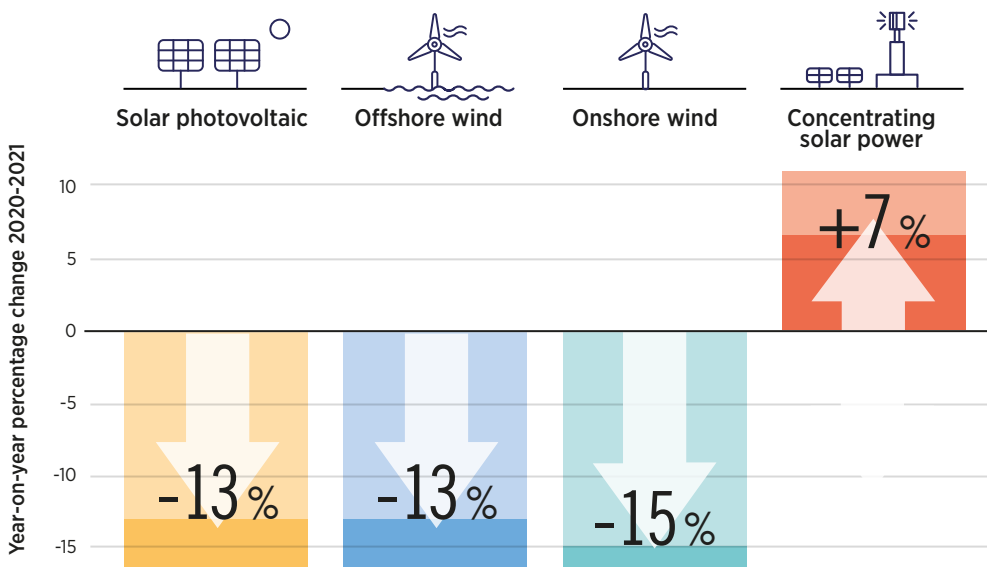 Solar photovoltaic
Offshore wind
Onshore wind
Concentrating
solar power
Year-on-year percentage change 2020-2021
10
5
0
-5
-10
-15
-13%
-13%
-15%
+7%